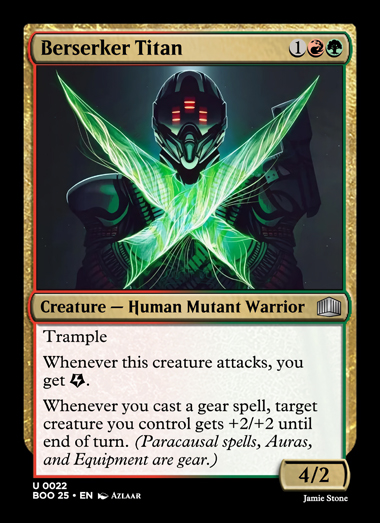 Berserker Titan 1
Creature — Human Mutant Warrior
Trample
Whenever this creature attacks, you
get .
Whenever you cast a gear spell, target
creature you control gets +2/+2 until
end of turn. (Paracausal spells, Auras,
and Equipment are gear.)
4/2
U 0022
BOO 25 • EN Azlaar
Jamie Stone